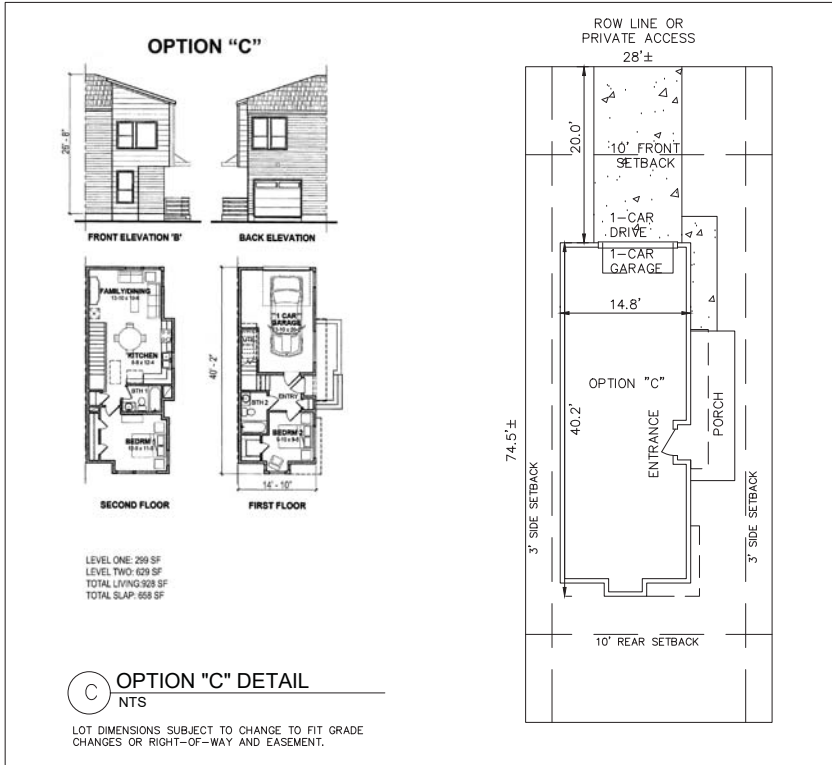 OPTION “C”
26' - 8"
FRONT ELEVATION 'B'
BACK ELEVATION
FAMILY/DINING
KITCHEN
BTH 1
BEDRM 1
SECOND FLOOR
40' - 2"
1 CAR
GARAGE
ENTRY
BTH 2
BEDRM 2
14' - 10"
FIRST FLOOR
LEVEL ONE: 299 SF
LEVEL TWO: 629 SF
TOTAL LIVING:928 SF
TOTAL SLAP: 658 SF
C
OPTION "C" DETAIL
NTS
LOT DIMENSIONS SUBJECT TO CHANGE TO FIT GRADE
CHANGES OR RIGHT-OF-WAY AND EASEMENT.
ROW LINE OR
PRIVATE ACCESS
28'±
20.0'
10' FRONT
SETBACK
1-CAR
DRIVE
1-CAR
GARAGE
14.8'
OPTION "C"
40.2'
74.5'±
ENTRANCE
PORCH
3' SIDE SETBACK
3' SIDE SETBACK
10' REAR SETBACK